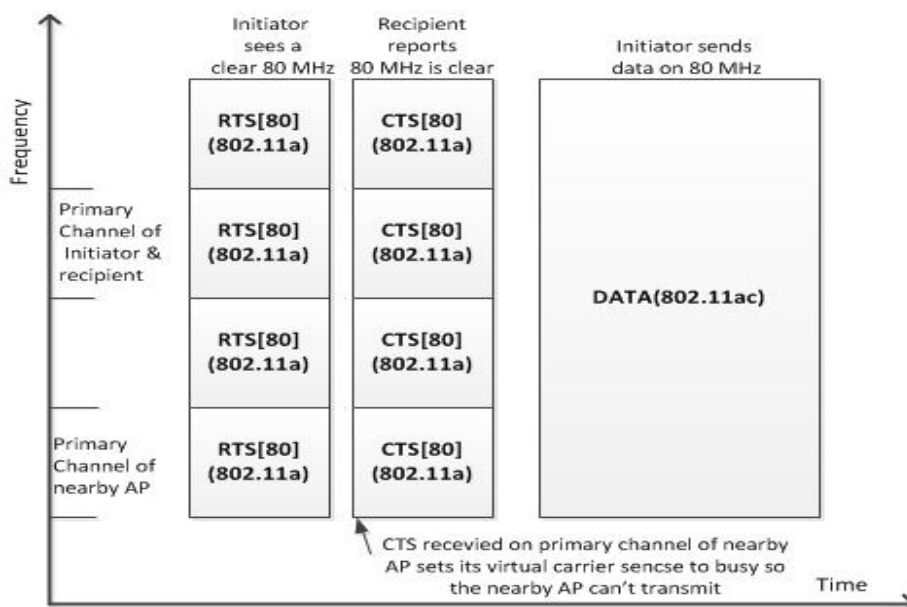 Initiator
sees a
clear 80 MHz
Recipient
reports
80 MHz is clear
Initiator sends
data on 80 MHz
Frequency
RTS[80]
(802.11a)
CTS[80]
(802.11a)
Primary
Channel of
Initiator &
recipient
RTS[80]
(802.11a)
CTS[80]
(802.11a)
DATA(802.11ac)
RTS[80]
(802.11a)
CTS[80]
(802.11a)
Primary
Channel of
nearby AP
RTS[80]
(802.11a)
CTS[80]
(802.11a)
CTS recevied on primary channel of nearby
AP sets its virtual carrier sencse to busy so
the nearby AP can't transmit
Time